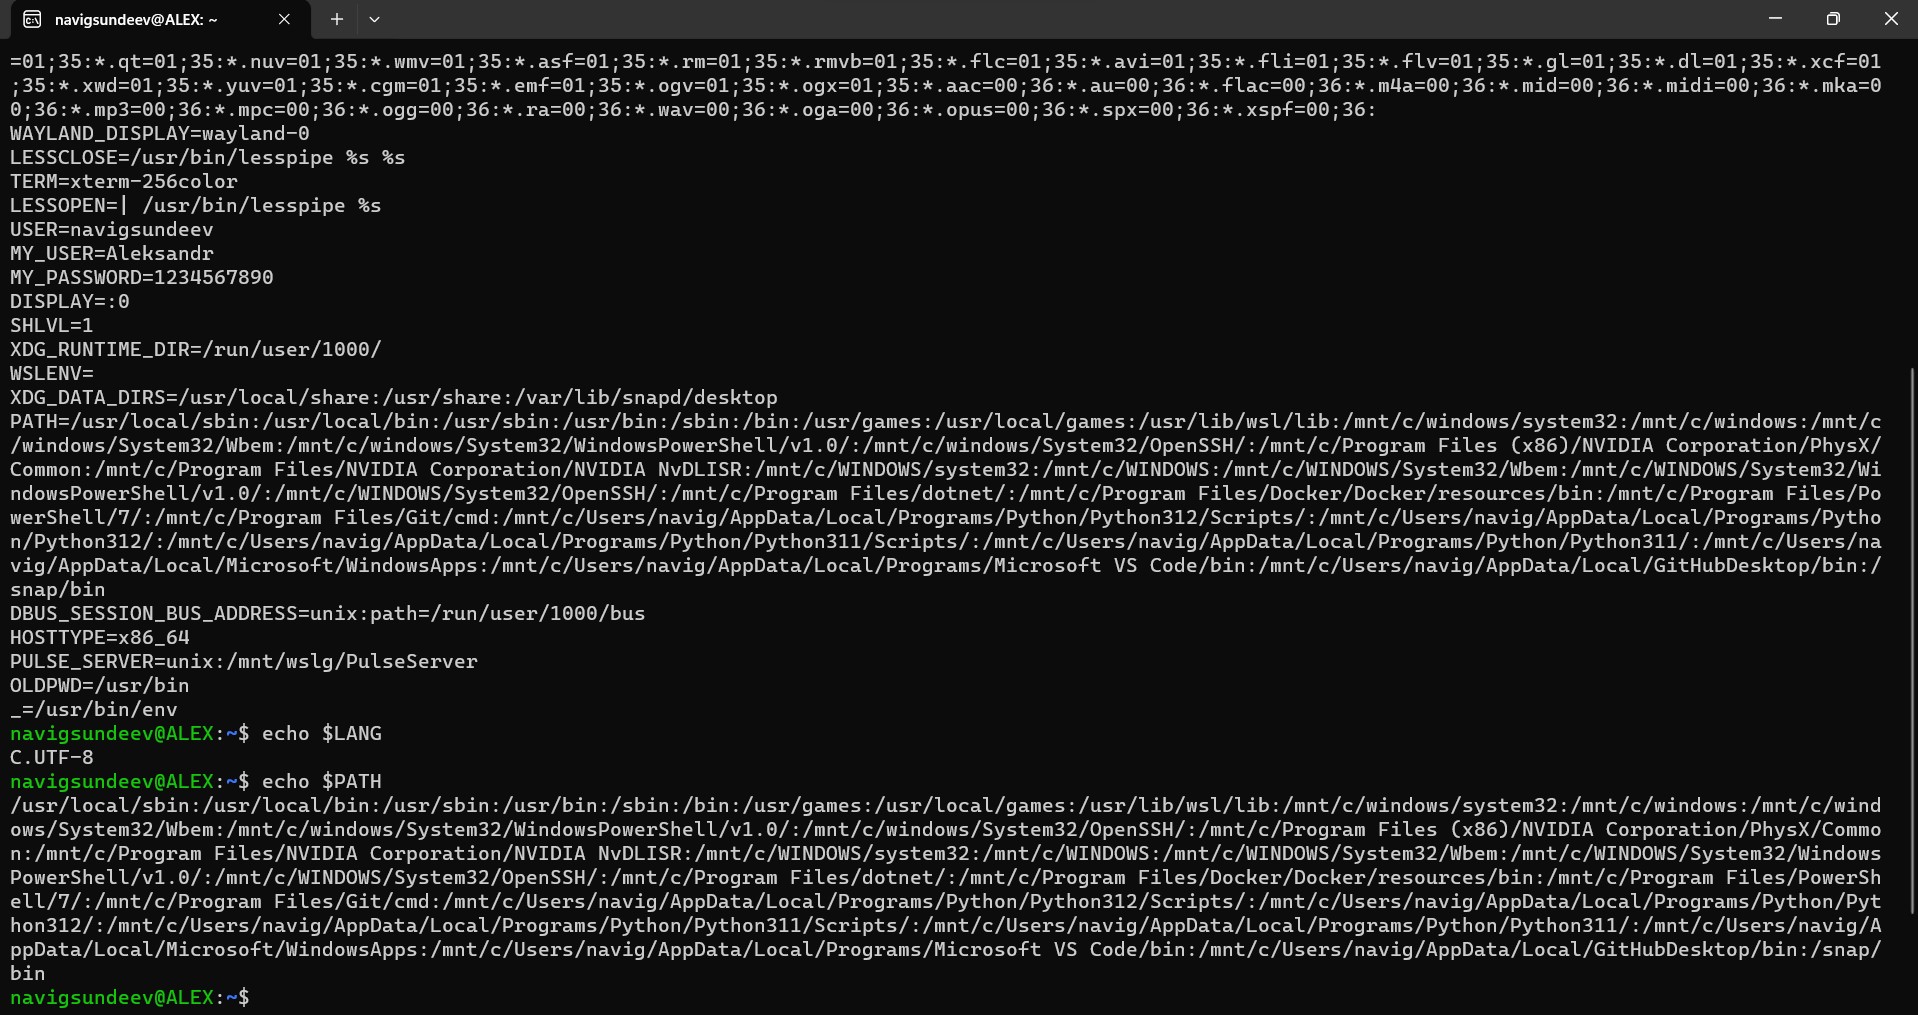 navigsundeev@ALEX: ~
=01;35:*.qt=01;35:*.nuv=01;35:*.wmv=01;35:*.asf=01;35:*.rm=01;35:*.rmvb=01;35:*.flc=01;35:*.avi=01;35:*.fli=01;35:*.flv=01;35:*.gl=01;35:*.dl=01;35:*.xcf=01
;35:*.xwd=01;35:*.yuv=01;35:*.cgm=01;35:*.emf=01;35:*.ogv=01;35:*.ogx=01;35:*.aac=00;36:*.au=00;36:*.flac=00;36:*.m4a=00;36:*.mid=00;36:*.midi=00;36:*.mka=0
0;36:*.mp3=00;36:*.mpc=00;36:*.ogg=00;36:*.ra=00;36:*.wav=00;36:*.oga=00;36:*.opus=00;36:*.spx=00;36:*.xspf=00;36:
WAYLAND_DISPLAY=wayland-0
LESSCLOSE=/usr/bin/lesspipe %s %s
TERM=xterm-256color
LESSOPEN=| /usr/bin/lesspipe %s
USER=navigsundeev
MY_USER=Aleksandr
MY_PASSWORD=1234567890
DISPLAY=:0
SHLVL=1
XDG_RUNTIME_DIR=/run/user/1000/
WSLENV=
XDG_DATA_DIRS=/usr/local/share:/usr/share:/var/lib/snapd/desktop
PATH=/usr/local/sbin:/usr/local/bin:/usr/sbin:/usr/bin:/sbin:/bin:/usr/games:/usr/local/games:/usr/lib/wsl/lib:/mnt/c/windows/system32:/mnt/c/windows:/mnt/c
/windows/System32/Wbem:/mnt/c/windows/System32/WindowsPowerShell/v1.0/:/mnt/c/windows/System32/OpenSSH/:/mnt/c/Program Files (x86)/NVIDIA Corporation/PhysX/
Common:/mnt/c/Program Files/NVIDIA Corporation/NVIDIA NvDLISR:/mnt/c/WINDOWS/system32:/mnt/c/WINDOWS:/mnt/c/WINDOWS/System32/Wbem:/mnt/c/WINDOWS/System32/Wi
ndowsPowerShell/v1.0/:/mnt/c/WINDOWS/System32/OpenSSH/:/mnt/c/Program Files/dotnet/:/mnt/c/Program Files/Docker/Docker/resources/bin:/mnt/c/Program Files/Po
werShell/7/:/mnt/c/Program Files/Git/cmd:/mnt/c/Users/navig/AppData/Local/Programs/Python/Python312/Scripts/:/mnt/c/Users/navig/AppData/Local/Programs/Pytho
n/Python312/:/mnt/c/Users/navig/AppData/Local/Programs/Python/Python311/Scripts/:/mnt/c/Users/navig/AppData/Local/Programs/Python/Python311/:/mnt/c/Users/na
vig/AppData/Local/Microsoft/WindowsApps:/mnt/c/Users/navig/AppData/Local/Programs/Microsoft VS Code/bin:/mnt/c/Users/navig/AppData/Local/GitHubDesktop/bin:/
snap/bin
DBUS_SESSION_BUS_ADDRESS=unix:path=/run/user/1000/bus
HOSTTYPE=x86_64
PULSE_SERVER=unix:/mnt/wslg/PulseServer
OLDPWD=/usr/bin
_=/usr/bin/env
navigsundeev@ALEX:~$ echo $LANG
C.UTF-8
navigsundeev@ALEX:~$ echo $PATH
/usr/local/sbin:/usr/local/bin:/usr/sbin:/usr/bin:/sbin:/bin:/usr/games:/usr/local/games:/usr/lib/wsl/lib:/mnt/c/windows/system32:/mnt/c/windows:/mnt/c/wind
ows/System32/Wbem:/mnt/c/windows/System32/WindowsPowerShell/v1.0/:/mnt/c/windows/System32/OpenSSH/:/mnt/c/Program Files (x86)/NVIDIA Corporation/PhysX/Commo
n:/mnt/c/Program Files/NVIDIA Corporation/NVIDIA NvDLISR:/mnt/c/WINDOWS/system32:/mnt/c/WINDOWS:/mnt/c/WINDOWS/System32/Wbem:/mnt/c/WINDOWS/System32/Windows
PowerShell/v1.0/:/mnt/c/WINDOWS/System32/OpenSSH/:/mnt/c/Program Files/dotnet/:/mnt/c/Program Files/Docker/Docker/resources/bin:/mnt/c/Program Files/PowerSh
ell/7/:/mnt/c/Program Files/Git/cmd:/mnt/c/Users/navig/AppData/Local/Programs/Python/Python312/Scripts/:/mnt/c/Users/navig/AppData/Local/Programs/Python/Pyt
hon312/:/mnt/c/Users/navig/AppData/Local/Programs/Python/Python311/Scripts/:/mnt/c/Users/navig/AppData/Local/Programs/Python/Python311/:/mnt/c/Users/navig/A
ppData/Local/Microsoft/WindowsApps:/mnt/c/Users/navig/AppData/Local/Programs/Microsoft VS Code/bin:/mnt/c/Users/navig/AppData/Local/GitHubDesktop/bin:/snap/
bin
navigsundeev@ALEX:~$